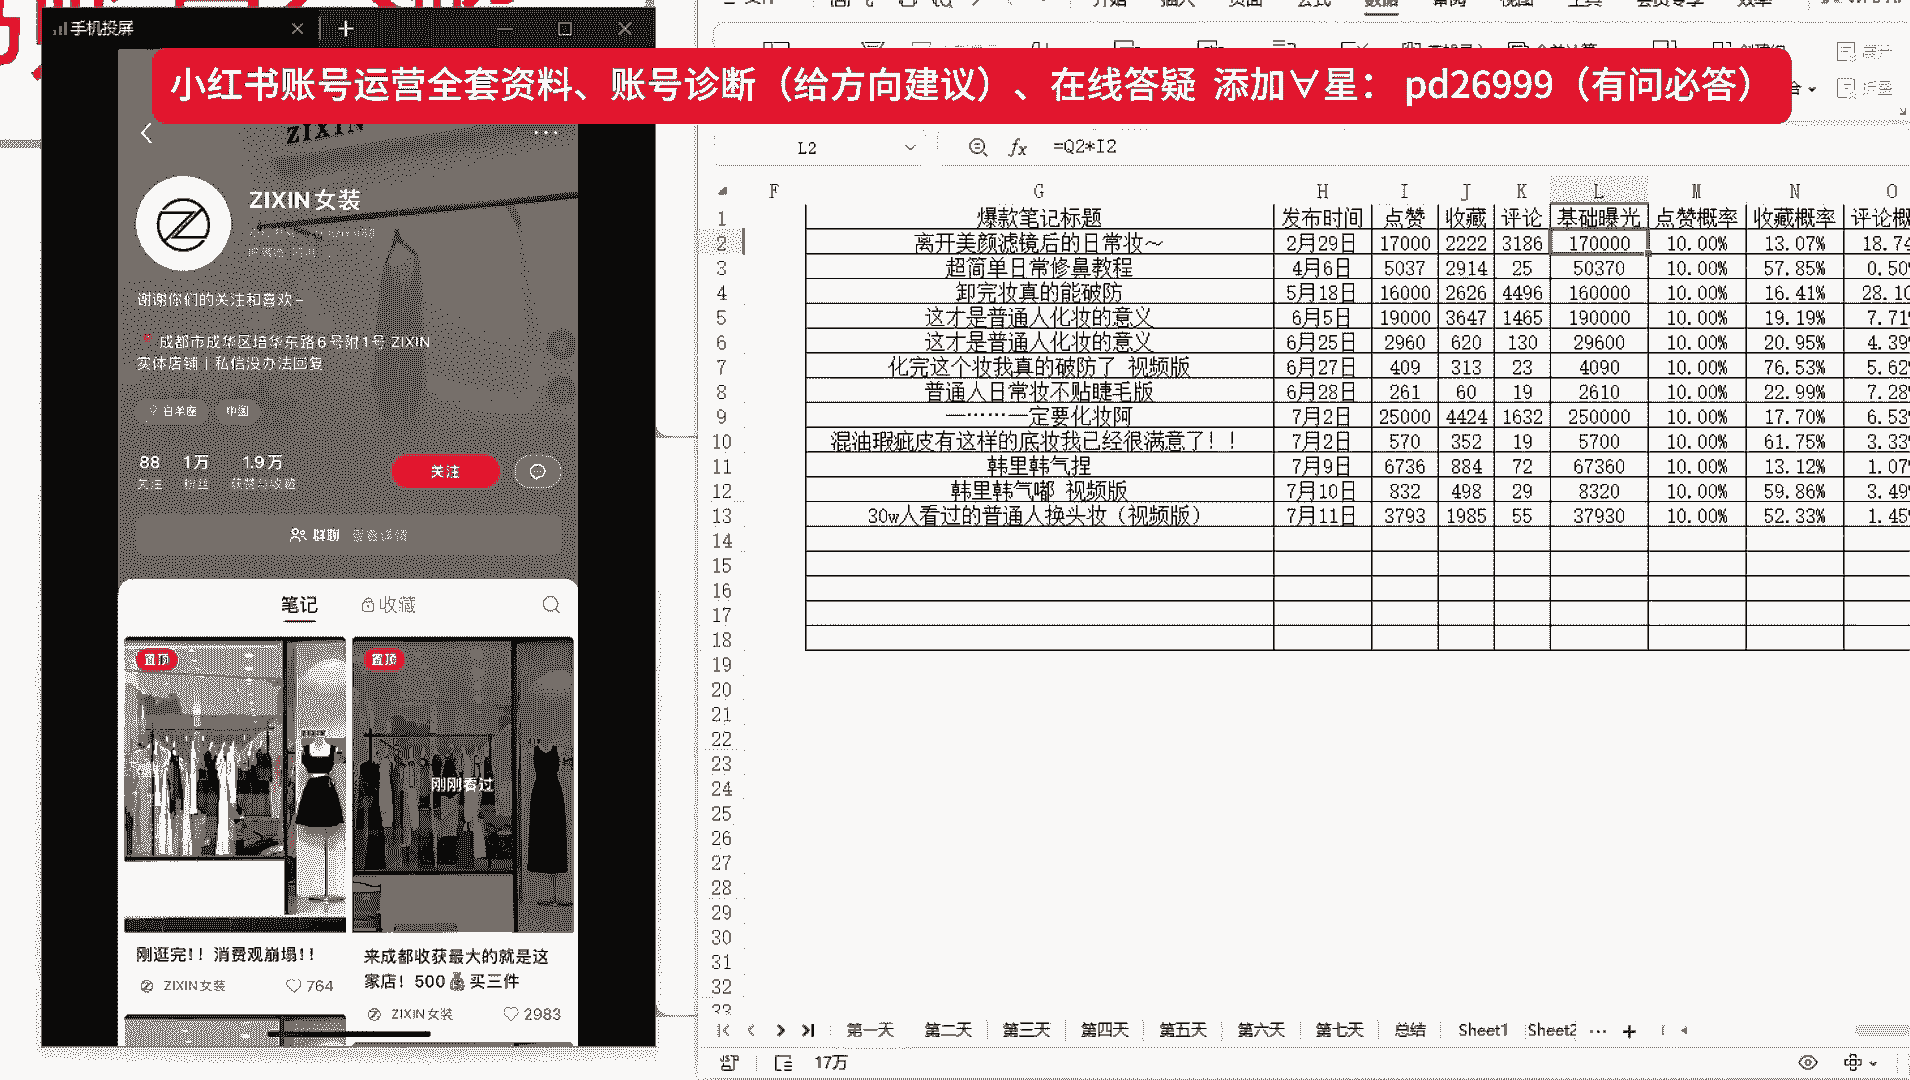 手机投屏
小红书账号运营全套资料、账号诊断（给方向建议）、在线答疑 添加∀星： pd26999（有问必答）
ZIXIN
ZIXIN女装
谢谢你们的关注和喜欢~
成都市成华区培华东路6号附1号 ZIXIN
实体店铺 | 私信没办法回复
白羊座 中国
88 1万 1.9万
关注 粉丝 获赞与收藏
关注
群聊
笔记 收藏
置顶 置顶
刚刚看过
刚逛完!! 消费观崩塌!!
ZIXIN女装 764
来成都收获最大的就是这
家店! 500💰买三件
ZIXIN女装 2983
L2 fx =Q2*I2
F G H I J K L M N O
1 爆款笔记标题 发布时间 点赞 收藏 评论 基础曝光 点赞概率 收藏概率 评论概
2 离开美颜滤镜后的日常妆~ 2月29日 17000 2222 3186 170000 10.00% 13.07% 18.74
3 超简单日常修鼻教程 4月6日 5037 2914 25 50370 10.00% 57.85% 0.50
4 卸完妆真的能破防 5月18日 16000 2626 4496 160000 10.00% 16.41% 28.10
5 这才是普通人化妆的意义 6月5日 19000 3647 1465 190000 10.00% 19.19% 7.71
6 这才是普通人化妆的意义 6月25日 2960 620 130 29600 10.00% 20.95% 4.39
7 化完这个妆我真的破防了 视频版 6月27日 409 313 23 4090 10.00% 76.53% 5.62
8 普通人日常妆不贴睫毛版 6月28日 261 60 19 2610 10.00% 22.99% 7.28
9 一……一定要化妆阿 7月2日 25000 4424 1632 250000 10.00% 17.70% 6.53
10 混油瑕疵皮有这样的底妆我已经很满意了！！ 7月2日 570 352 19 5700 10.00% 61.75% 3.33
11 韩里韩气捏 7月9日 6736 884 72 67360 10.00% 13.12% 1.07
12 韩里韩气嘟 视频版 7月10日 832 498 29 8320 10.00% 59.86% 3.49
13 30w人看过的普通人换头妆（视频版） 7月11日 3793 1985 55 37930 10.00% 52.33% 1.45
14
15
16
17
18
19
20
21
22
23
24
25
26
27
28
29
30
31
32
33
第一天 第二天 第三天 第四天 第五天 第六天 第七天 总结 Sheet1 Sheet2 ··· +
17万